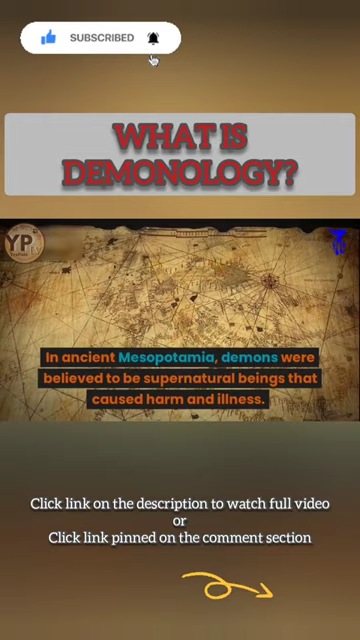 SUBSCRIBED
WHAT IS
DEMONOLOGY?
YP
In ancient Mesopotamia, demons were
believed to be supernatural beings that
caused harm and illness.
Click link on the description to watch full video
or
Click link pinned on the comment section